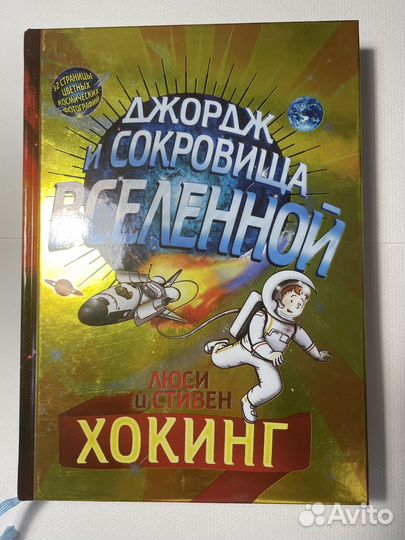 32 СТРАНИЦЫ
ЦВЕТНЫХ
КОСМИЧЕСКИХ
ФОТОГРАФИЙ
ДЖОРДЖ
И СОКРОВИЩА
ВСЕЛЕННОЙ
ЛЮСИ
и СТИВЕН
ХОКИНГ
Avito